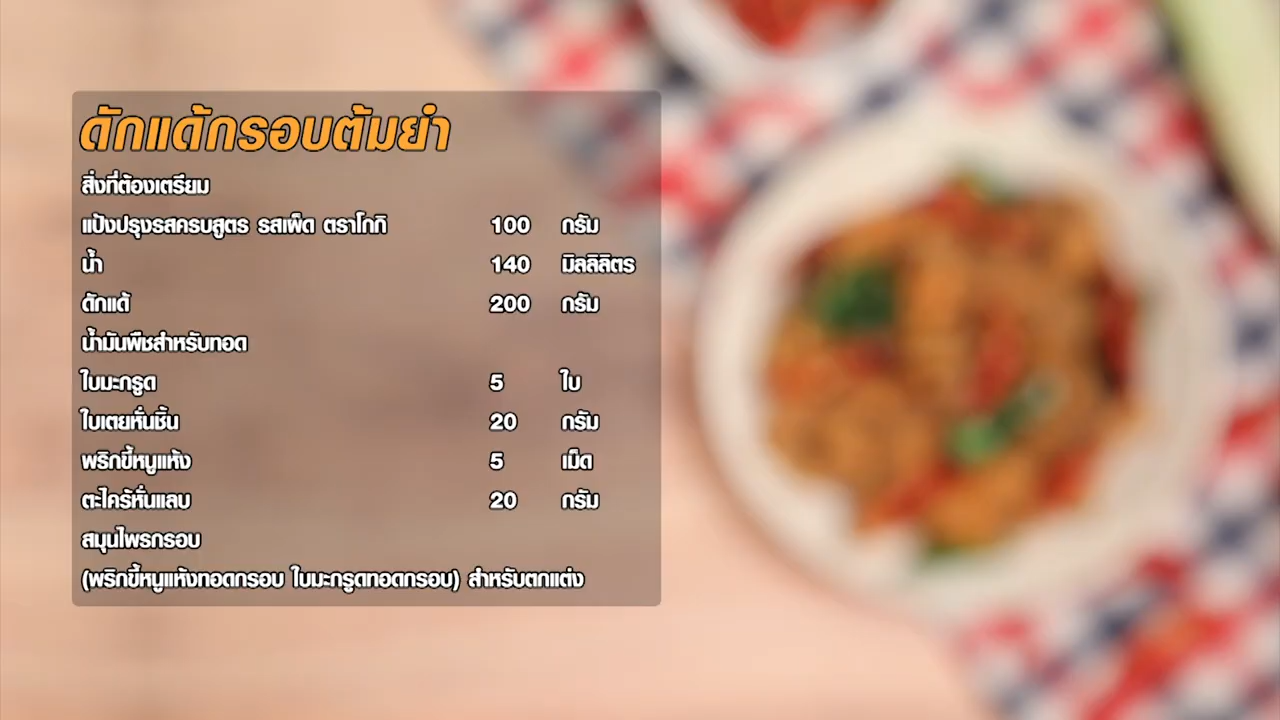 ดักแด้กรอบต้มยำ
สิ่งที่ต้องเตรียม
แป้งปรุงรสครบสูตร รสเผ็ด ตราโกกิ 100 กรัม
น้ำ 140 มิลลิลิตร
ดักแด้ 200 กรัม
น้ำมันพืชสำหรับทอด
ใบมะกรูด 5 ใบ
ใบเตยหั่นชิ้น 20 กรัม
พริกขี้หนูแห้ง 5 เม็ด
ตะไคร้หั่นแลบ 20 กรัม
สมุนไพรกรอบ
(พริกขี้หนูแห้งทอดกรอบ ใบมะกรูดทอดกรอบ) สำหรับตกแต่ง